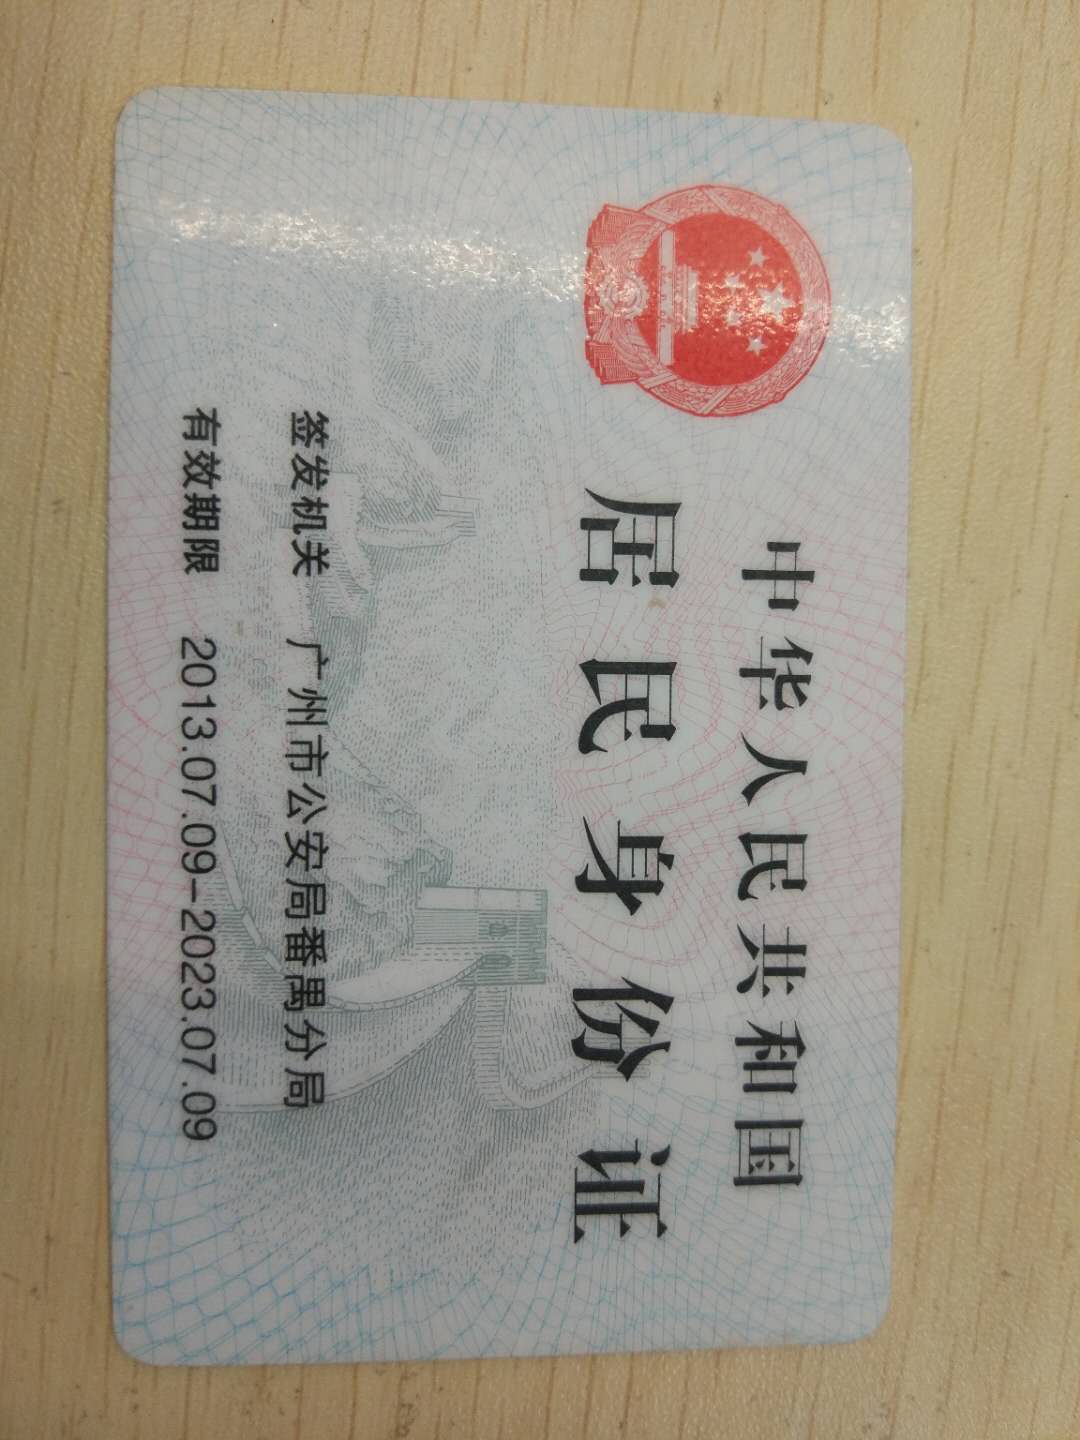 中华人民共和国
居民身份证
签发机关 广州市公安局番禺分局
有效期限 2013.07.09-2023.07.09